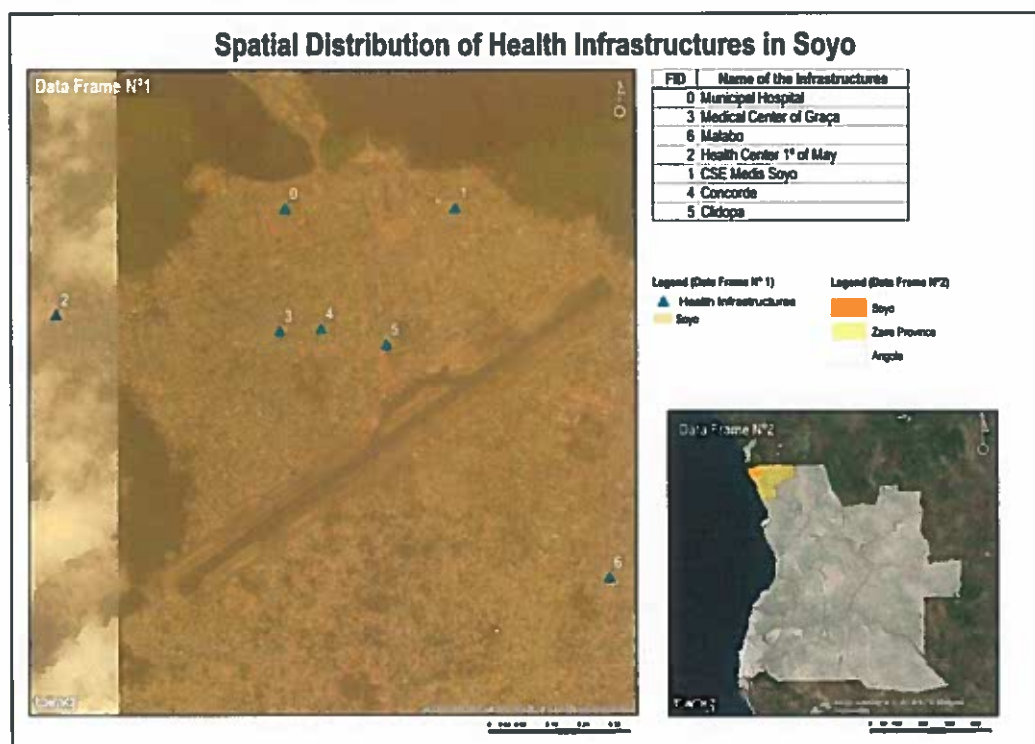 Spatial Distribution of Health Infrastructures in Soyo
Data Frame N°1
FID Name of the Infrastructures
0 Municipal Hospital
3 Medical Center of Graça
6 Malabo
2 Health Center 1º of May
1 CSE Medis Soyo
4 Concorde
5 Clidopa
0
1
2
3
4
5
6
Legend (Data Frame N° 1)
Health Infrastructures
Soyo
Legend (Data Frame N°2)
Soyo
Zaire Province
Angola
Data Frame N°2